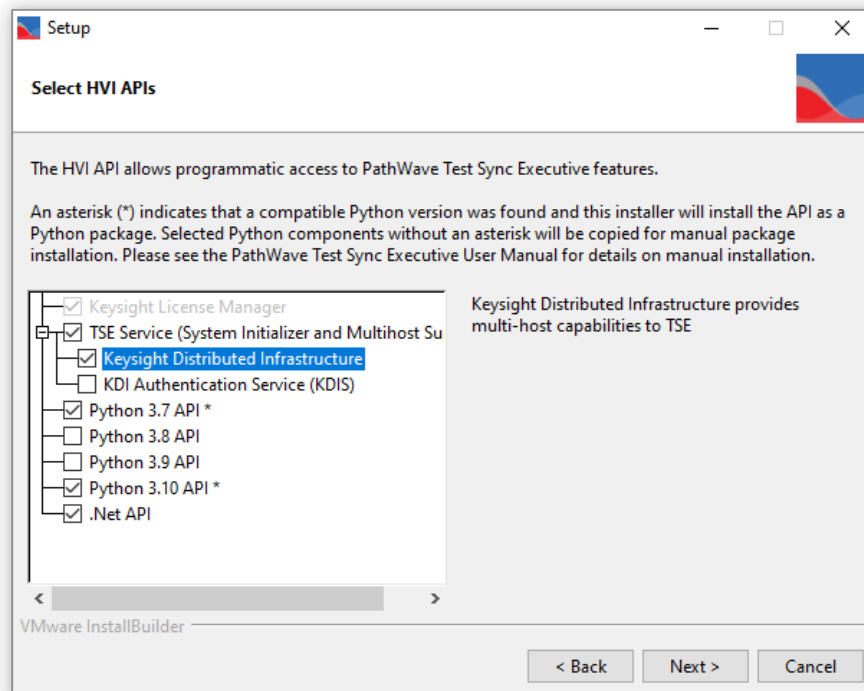 Setup
Select HVI APIs
The HVI API allows programmatic access to PathWave Test Sync Executive features.
An asterisk (*) indicates that a compatible Python version was found and this installer will install the API as a
Python package. Selected Python components without an asterisk will be copied for manual package
installation. Please see the PathWave Test Sync Executive User Manual for details on manual installation.
Keysight License Manager
TSE Service (System Initializer and Multihost Su
Keysight Distributed Infrastructure
KDI Authentication Service (KDIS)
Python 3.7 API *
Python 3.8 API
Python 3.9 API
Python 3.10 API *
.Net API
Keysight Distributed Infrastructure provides
multi-host capabilities to TSE
VMware InstallBuilder
< Back
Next >
Cancel